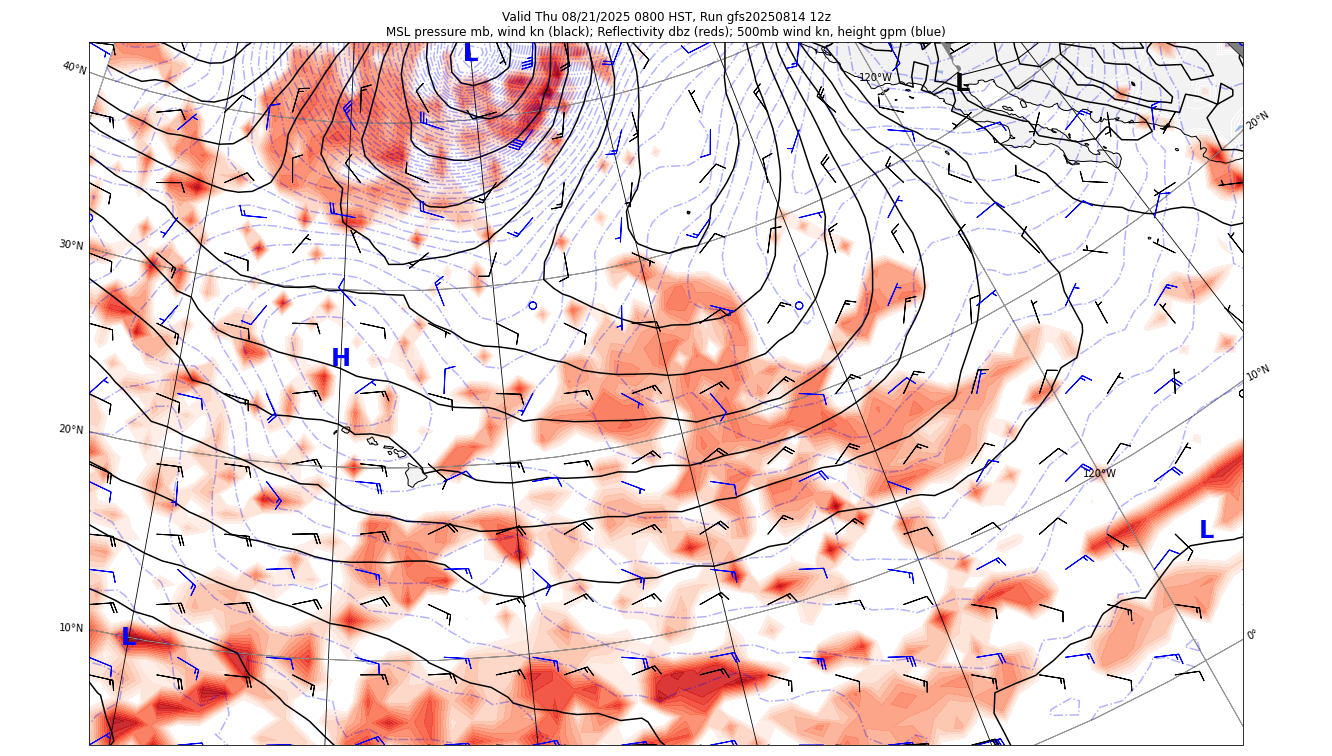 Valid Thu 08/21/2025 0800 HST, Run gfs20250814 12z
MSL pressure mb, wind kn (black); Reflectivity dbz (reds); 500mb wind kn, height gpm (blue)
L
40°N
120°W
L
20°N
30°N
H
10°N
20°N
120°W
L
10°N
L
0°